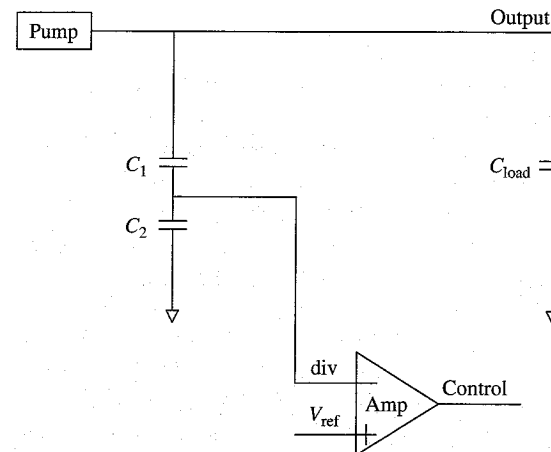 Output
Pump
C1
Cload
C2
div
Amp
Control
Vref